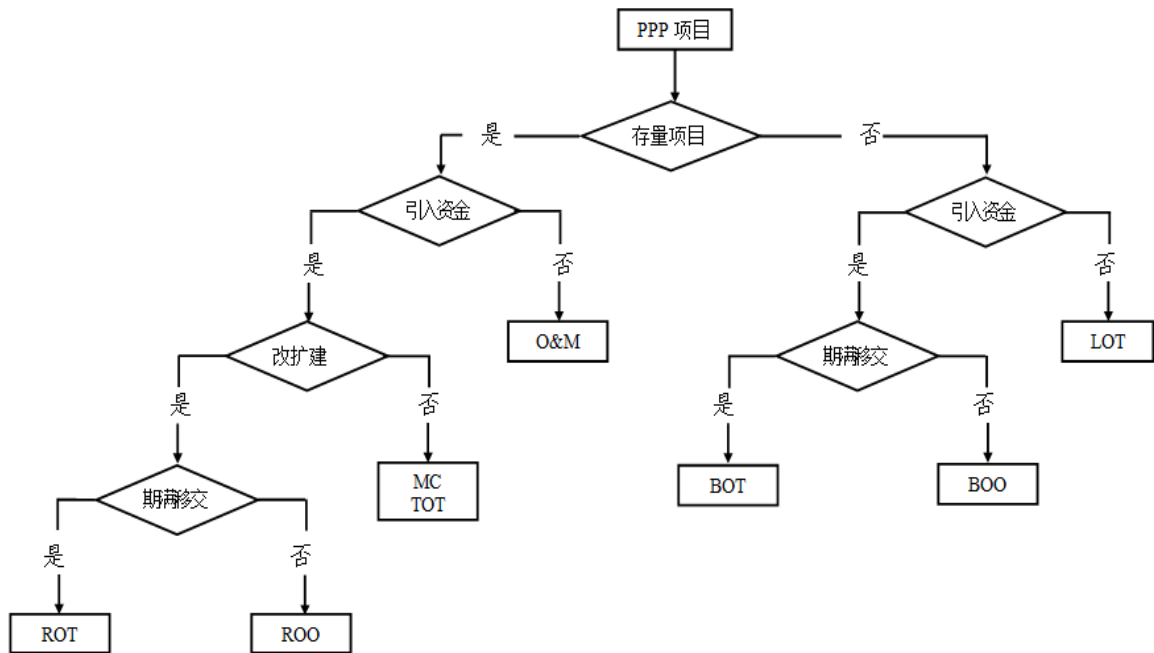 PPP 项目
是
存量项目
否
引入资金
引入资金
是
否
是
否
O&M
LOT
改扩建
期满移交
是
否
是
否
期满移交
MC
TOT
BOT
BOO
是
否
ROT
ROO